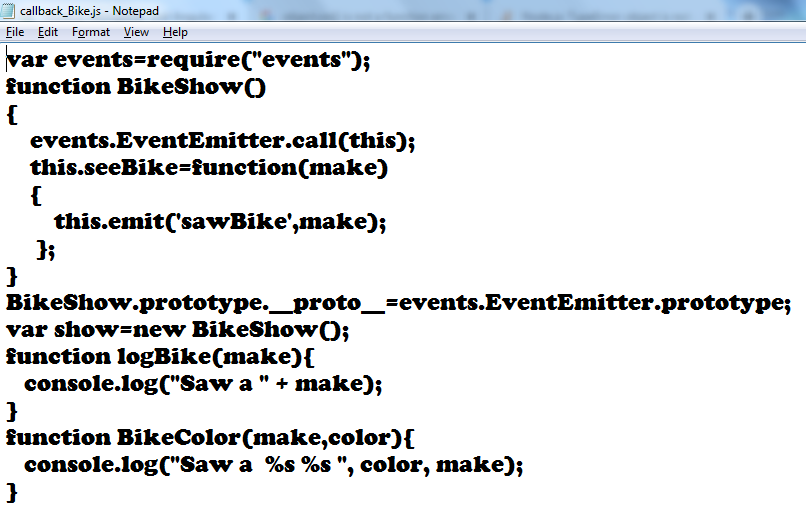 callback_Bike.js - Notepad
File Edit Format View Help
var events=require("events");
function BikeShow()
{
events.EventEmitter.call(this);
this.seeBike=function(make)
{
this.emit('sawBike',make);
};
}
BikeShow.prototype.__proto__=events.EventEmitter.prototype;
var show=new BikeShow();
function logBike(make){
console.log("Saw a " + make);
}
function BikeColor(make,color){
console.log("Saw a  %s %s ", color, make);
}